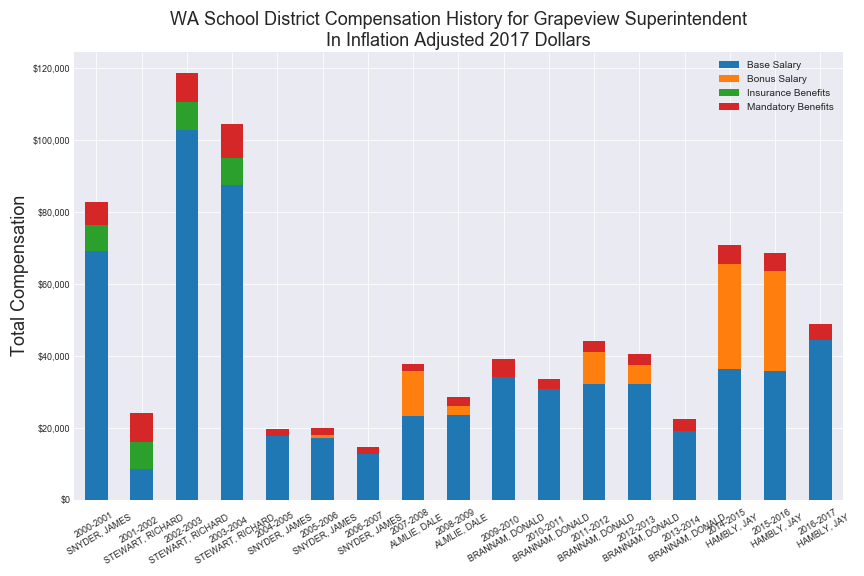 WA School District Compensation History for Grapeview Superintendent
In Inflation Adjusted 2017 Dollars
Base Salary
Bonus Salary
Insurance Benefits
Mandatory Benefits
Total Compensation
$120,000
$100,000
$80,000
$60,000
$40,000
$20,000
$0
2000-2001
SNYDER, JAMES
2001-2002
STEWART, RICHARD
2002-2003
STEWART, RICHARD
2003-2004
STEWART, RICHARD
2004-2005
SNYDER, JAMES
2005-2006
SNYDER, JAMES
2006-2007
SNYDER, JAMES
2007-2008
ALMLIE, DALE
2008-2009
ALMLIE, DALE
2009-2010
BRANNAM, DONALD
2010-2011
BRANNAM, DONALD
2011-2012
BRANNAM, DONALD
2012-2013
BRANNAM, DONALD
2013-2014
BRANNAM, DONALD
2014-2015
HAMBLY, JAY
2015-2016
HAMBLY, JAY
2016-2017
HAMBLY, JAY